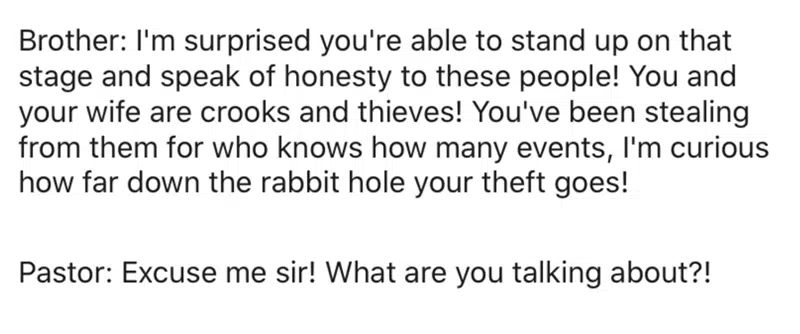 Brother: I'm surprised you're able to stand up on that
stage and speak of honesty to these people! You and
your wife are crooks and thieves! You've been stealing
from them for who knows how many events, I'm curious
how far down the rabbit hole your theft goes!
Pastor: Excuse me sir! What are you talking about?!